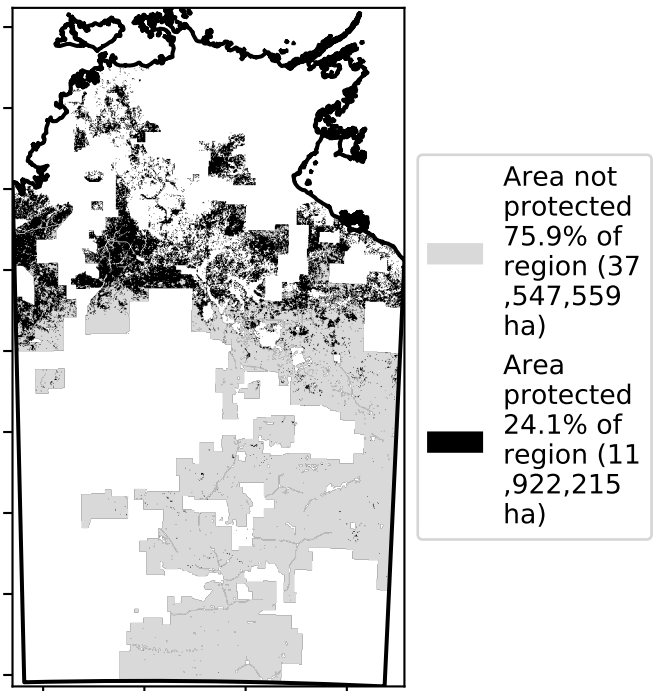 Area not
protected
75.9% of
region (37
,547,559
ha)
Area
protected
24.1% of
region (11
,922,215
ha)